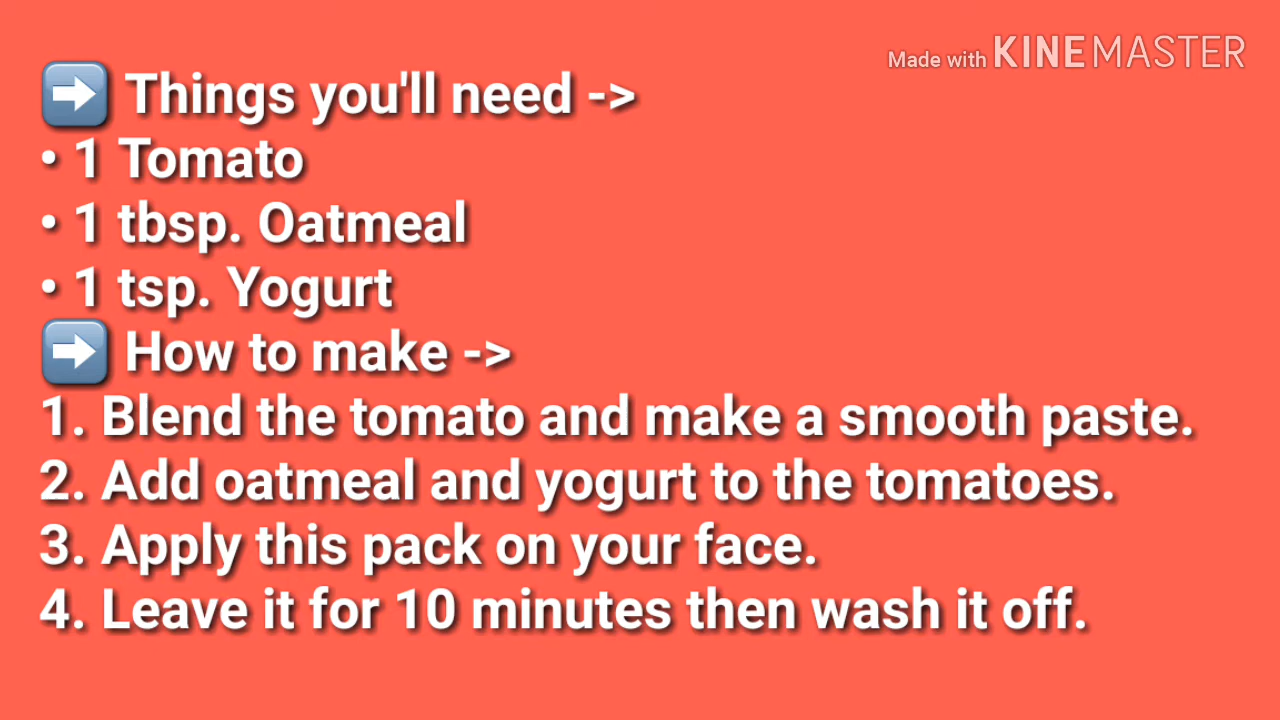 Made with KINEMASTER
➡ Things you'll need ->
• 1 Tomato
• 1 tbsp. Oatmeal
• 1 tsp. Yogurt
➡ How to make ->
1. Blend the tomato and make a smooth paste.
2. Add oatmeal and yogurt to the tomatoes.
3. Apply this pack on your face.
4. Leave it for 10 minutes then wash it off.